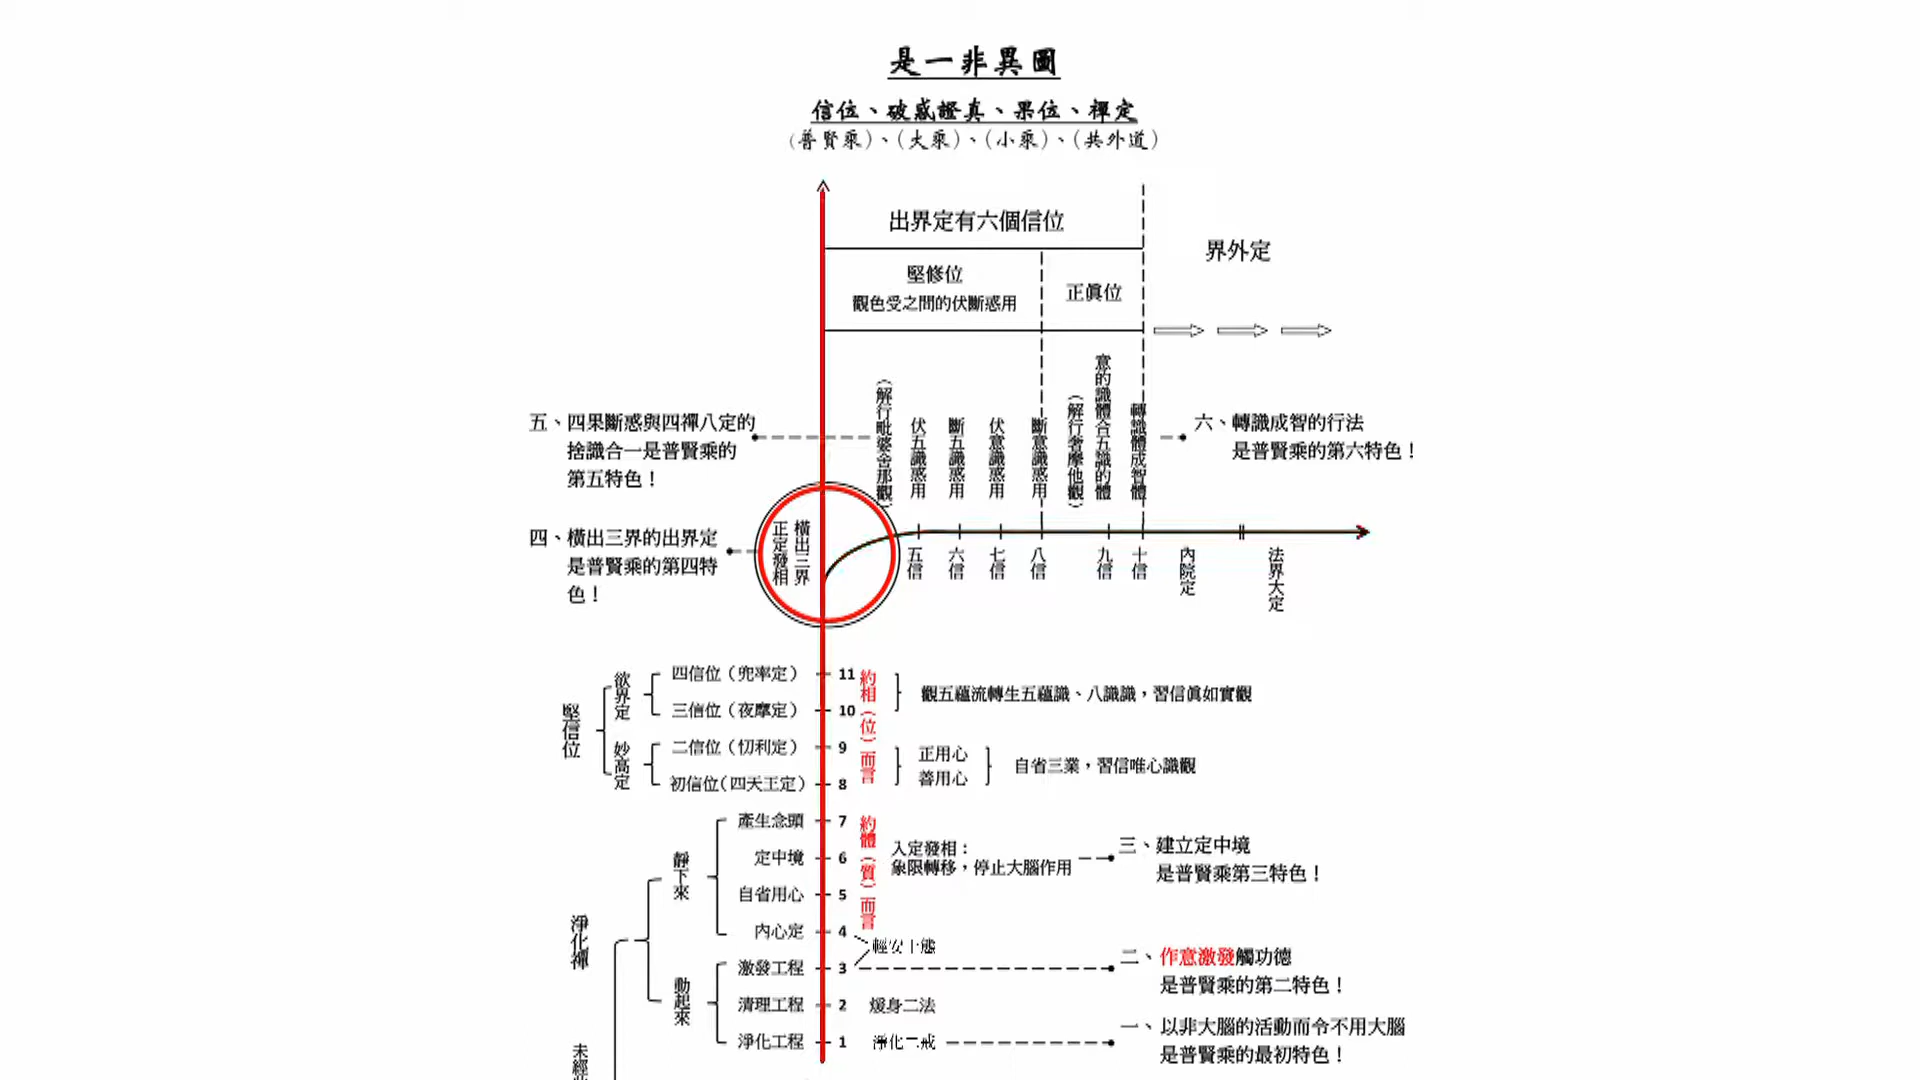 是一非異圖
信位、破惑證真、果位、禪定
(普賢乘)、(大乘)、(小乘)、(共外道)
出界定有六個信位
界外定
堅修位
觀色受之間的伏斷惑用
正眞位
(解行毗婆舍那觀)
伏五識惑用
斷五識惑用
伏意識惑用
斷意識惑用
(解行奢摩他觀)
意的識體合五識的體
轉識體成智體
五、四果斷惑與四禪八定的
捨識合一是普賢乘的
第五特色！
六、轉識成智的行法
是普賢乘的第六特色！
四、橫出三界的出界定
是普賢乘的第四特
色！
橫出三界
正定發相
五信
六信
七信
八信
九信
十信
內院定
法界大定
堅信位
欲界定
四信位（兜率定）
11
三信位（夜摩定）
10
妙高定
二信位（忉利定）
9
初信位（四天王定）
8
約相（位）而言
觀五蘊流轉生五蘊識、八識識，習信眞如實觀
正用心
善用心
自省三業，習信唯心識觀
淨化禪
靜下來
產生念頭
7
定中境
6
自省用心
5
內心定
4
約體（質）而言
入定發相：
象限轉移，停止大腦作用
三、建立定中境
是普賢乘第三特色！
動起來
激發工程
3
清理工程
2
淨化工程
1
煖身二法
二、作意激發觸功德
是普賢乘的第二特色！
一、以非大腦的活動而令不用大腦
是普賢乘的最初特色！
未經